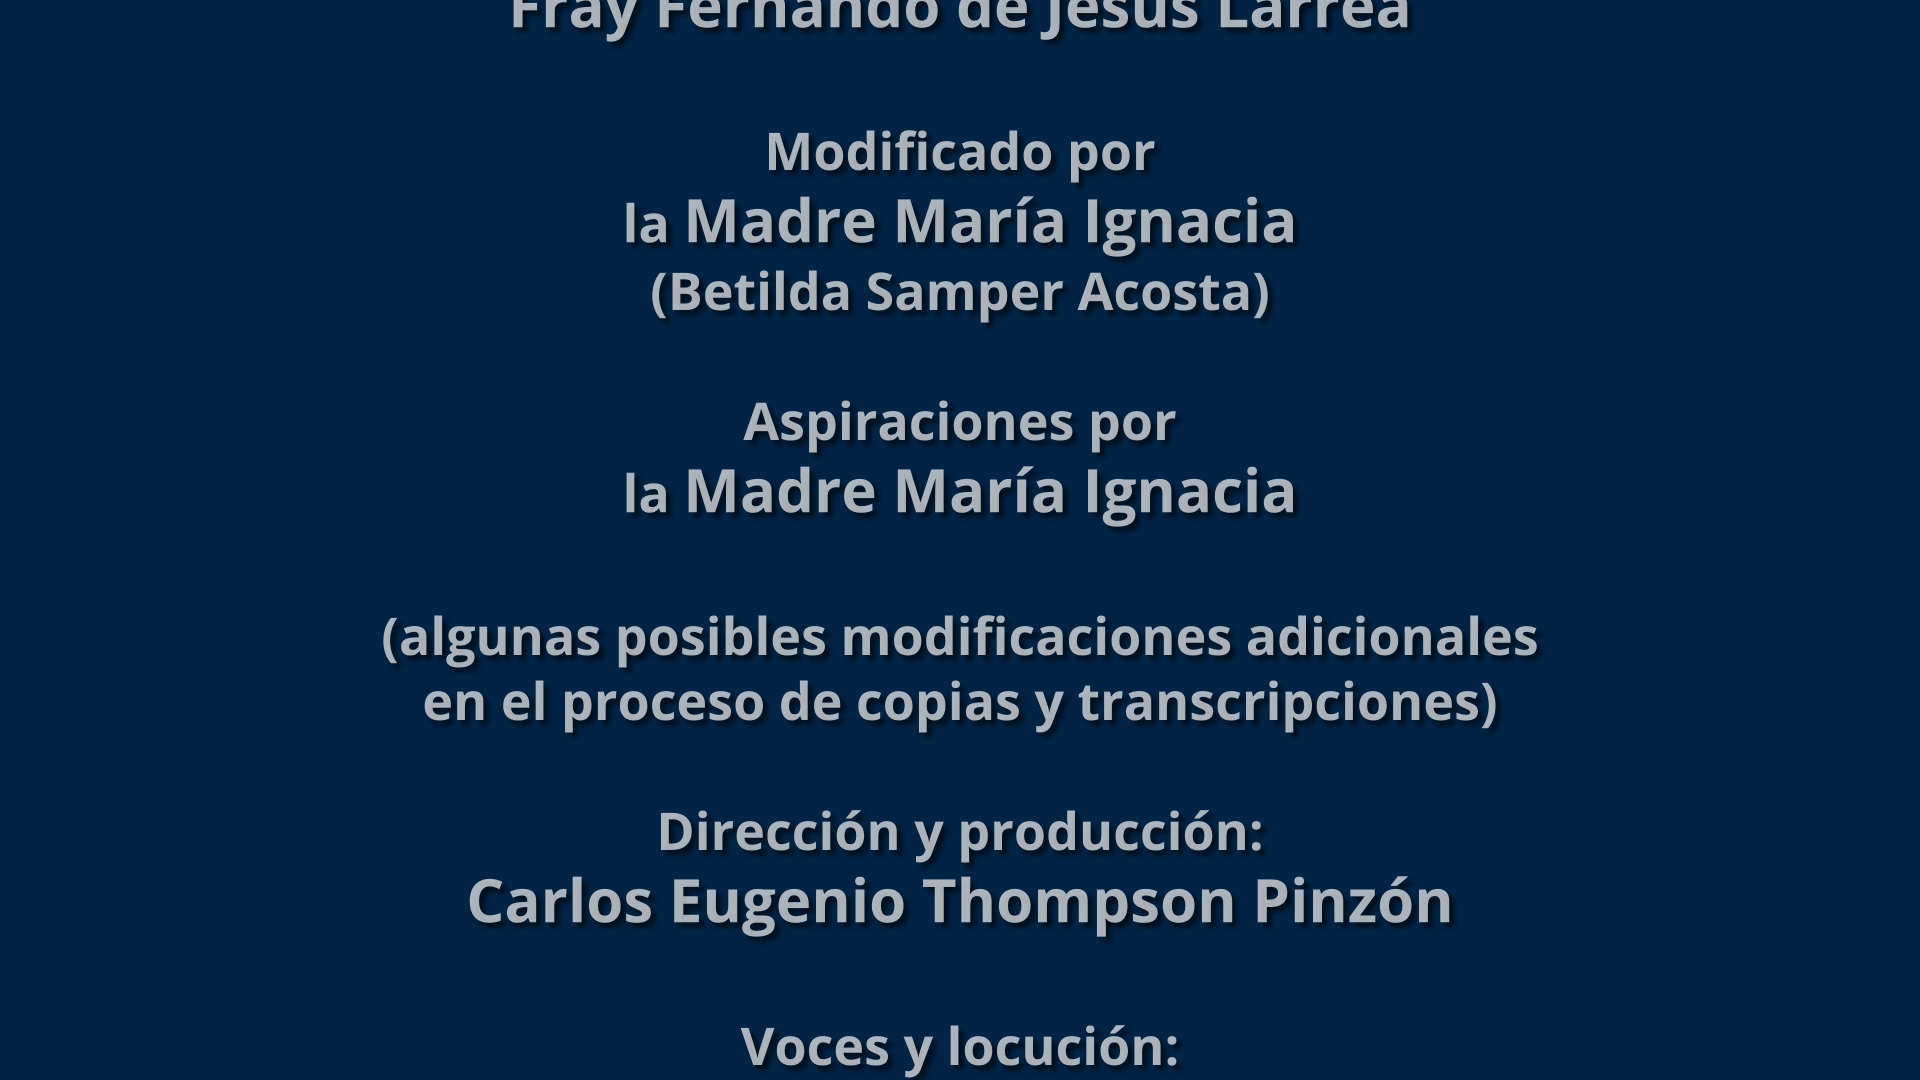 Fray Fernando de Jesús Larrea
Modificado por
la Madre María Ignacia
(Betilda Samper Acosta)
Aspiraciones por
la Madre María Ignacia
(algunas posibles modificaciones adicionales
en el proceso de copias y transcripciones)
Dirección y producción:
Carlos Eugenio Thompson Pinzón
Voces y locución: